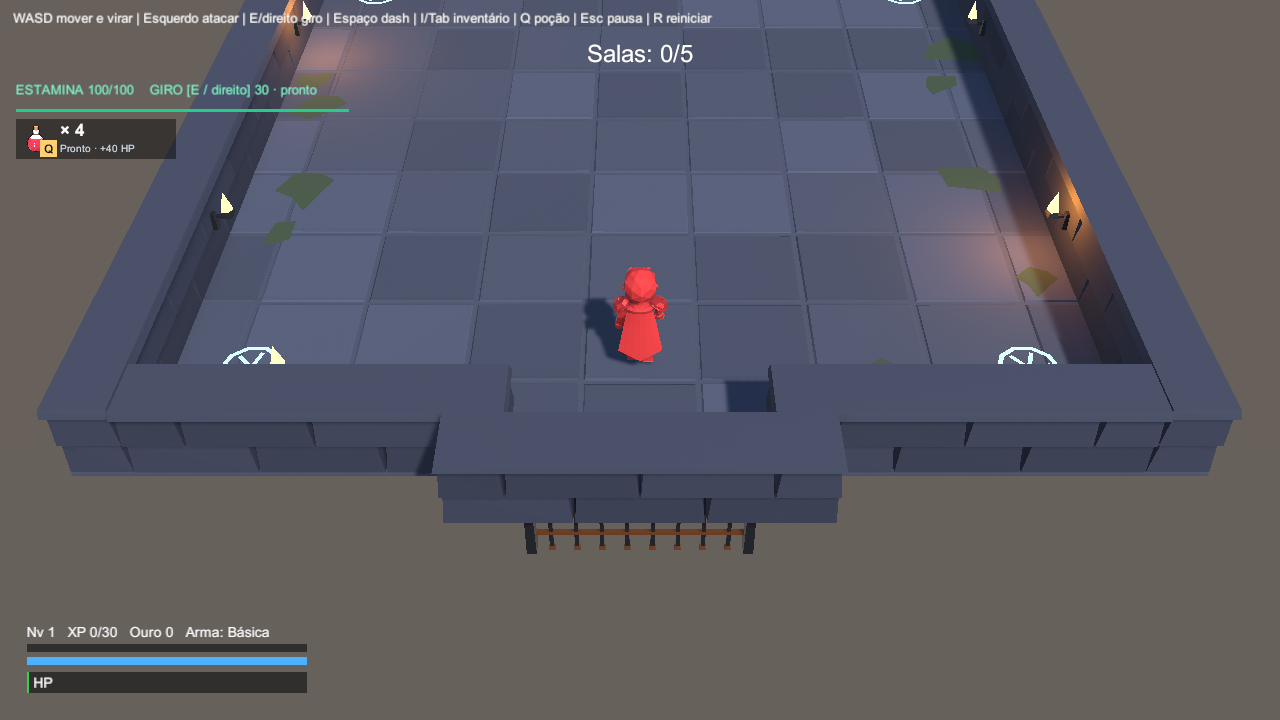 WASD mover e virar | Esquerdo atacar | E/direito giro | Espaço dash | I/Tab inventário | Q poção | Esc pausa | R reiniciar
Salas: 0/5
ESTAMINA 100/100 GIRO [E / direito] 30 · pronto
× 4
Q Pronto · +40 HP
Nv 1 XP 0/30 Ouro 0 Arma: Básica
HP